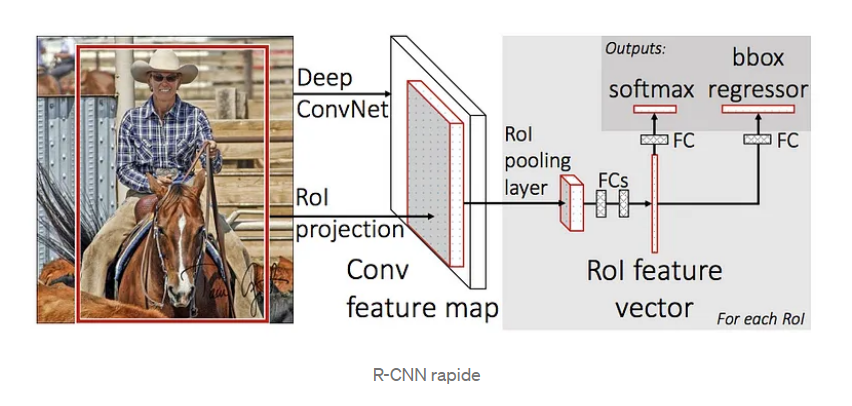 Deep
ConvNet
RoI
projection
Conv
feature map
RoI
pooling
layer
FCs
RoI feature
vector
For each RoI
Outputs:
softmax
bbox
regressor
FC
FC
R-CNN rapide